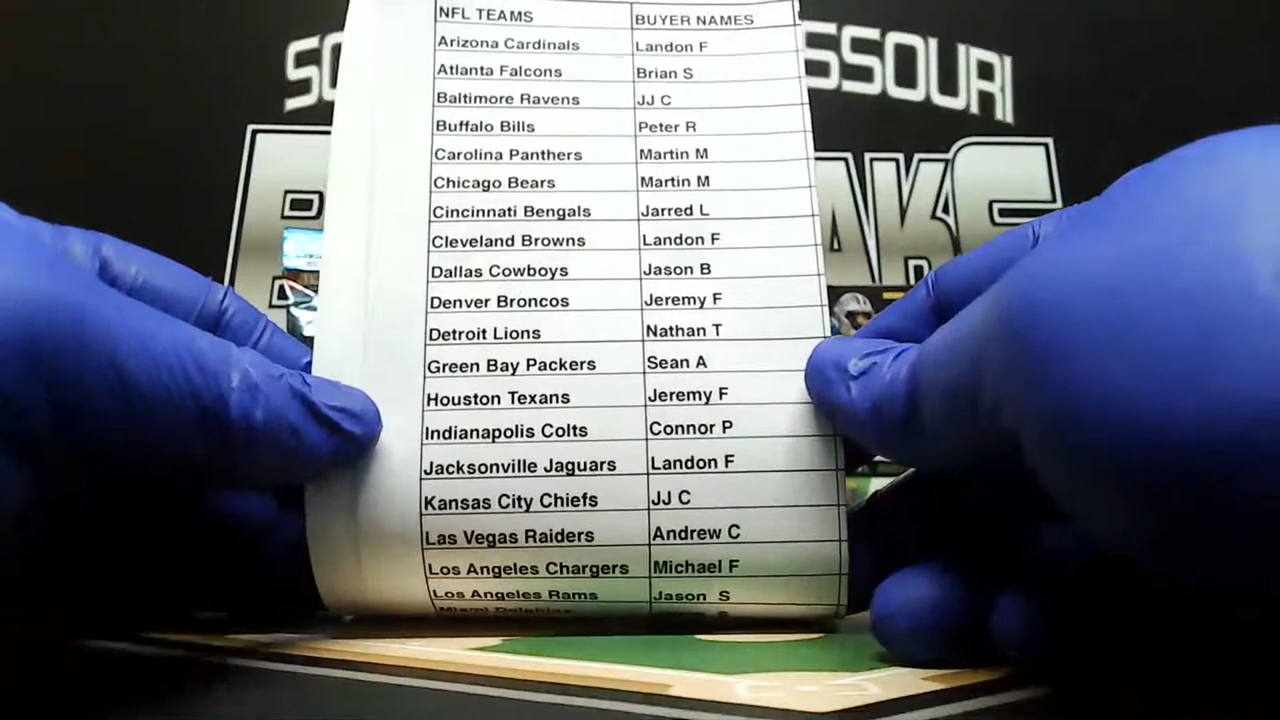 SSOURI
AKE
NFL TEAMS BUYER NAMES
Arizona Cardinals Landon F
Atlanta Falcons Brian S
Baltimore Ravens JJ C
Buffalo Bills Peter R
Carolina Panthers Martin M
Chicago Bears Martin M
Cincinnati Bengals Jarred L
Cleveland Browns Landon F
Dallas Cowboys Jason B
Denver Broncos Jeremy F
Detroit Lions Nathan T
Green Bay Packers Sean A
Houston Texans Jeremy F
Indianapolis Colts Connor P
Jacksonville Jaguars Landon F
Kansas City Chiefs JJ C
Las Vegas Raiders Andrew C
Los Angeles Chargers Michael F
Los Angeles Rams Jason S
Miami Dolphins